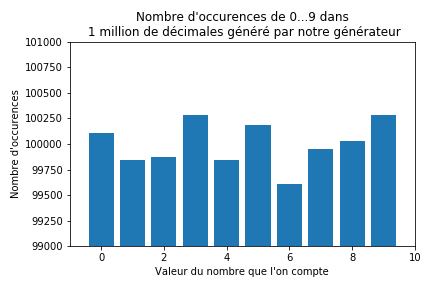 Nombre d'occurences de 0...9 dans
1 million de décimales généré par notre générateur
101000
100750
100500
100250
100000
99750
99500
99250
99000
Nombre d'occurences
0 2 4 6 8 10
Valeur du nombre que l'on compte